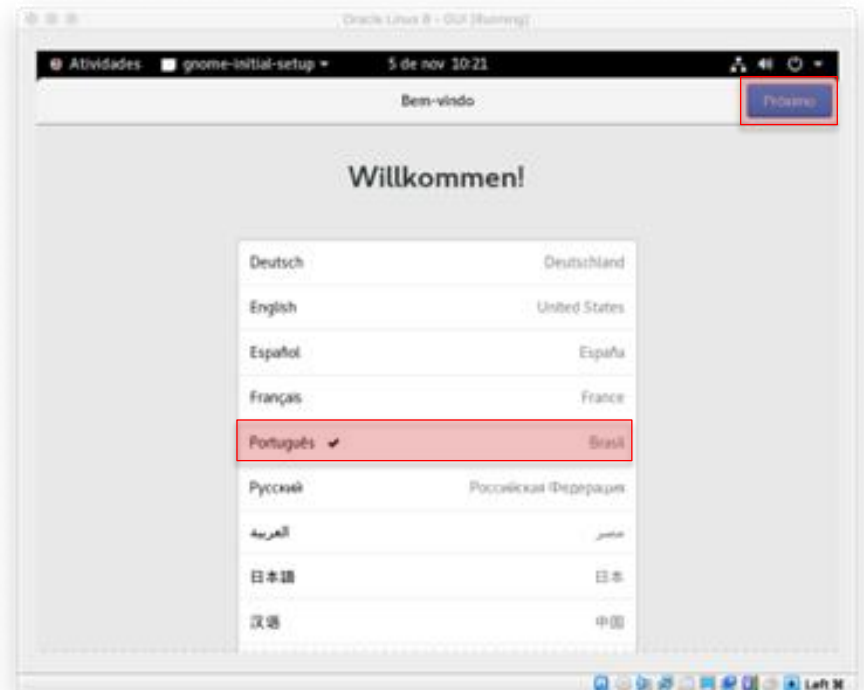 Oracle Linux 8 - GUI [Running]
Atividades gnome-initial-setup 5 de nov 10:21
Bem-vindo Próximo
Willkommen!
Deutsch Deutschland
English United States
Español España
Français France
Português ✔ Brasil
Русский Российская Федерация
العربية مصر
日本語 日本
汉语 中国
Left ⌘